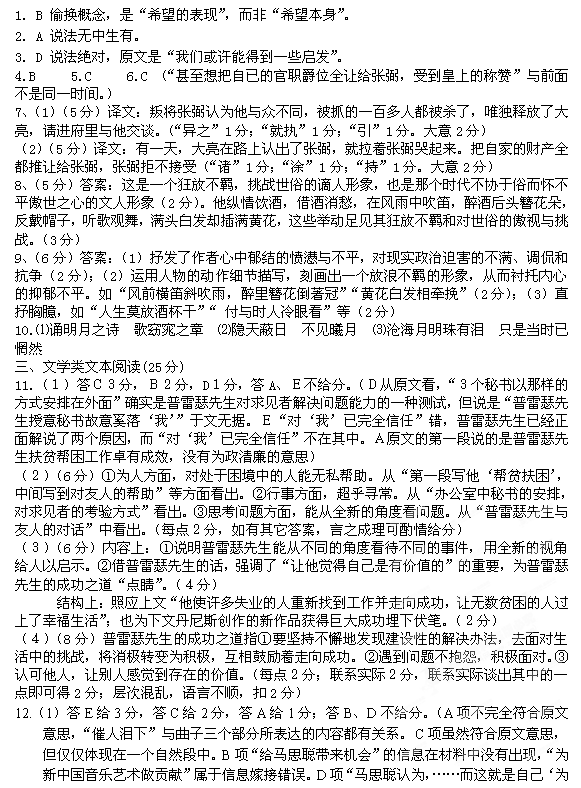 1. B 偷换概念，是“希望的表现”，而非“希望本身”。
2. A 说法无中生有。
3. D 说法绝对，原文是“我们或许能得到一些启发”。
4.B 5.C 6.C （“甚至想把自已的官职爵位全让给张弼，受到皇上的称赞”与前面
不是同一时间。）
7、（1）（5分）译文：叛将张弼认为他与众不同，被抓的一百多人都被杀了，唯独释放了大
亮，请进府里与他交谈。（“异之”1分；“就执”1分；“引”1分。大意2分）
（2）（5分）译文：有一天，大亮在路上认出了张弼，就拉着张弼哭起来。把自家的财产全
都推让给张弼，张弼拒不接受（“诸”1分；“涂”1分；“持”1分。大意2分）
8、（5分）答案：这是一个狂放不羁，挑战世俗的谪人形象，也是那个时代不协于俗而怀不
平傲世之心的文人形象（2分）。他纵情饮酒，借酒消愁，在风雨中吹笛，醉酒后头簪花朵，
反戴帽子，听歌观舞，满头白发却插满黄花，这些举动足见其狂放不羁和对世俗的傲视与挑
战。（3分）
9、（6分）答案：（1）抒发了作者心中郁结的愤懑与不平，对现实政治迫害的不满、调侃和
抗争（2分）；（2）运用人物的动作细节描写，刻画出一个放浪不羁的形象，从而衬托内心
的抑郁不平。如“风前横笛斜吹雨，醉里簪花倒著冠”“黄花白发相牵挽”（2分）；（3）直
抒胸臆，如“人生莫放酒杯干”“ 付与时人冷眼看”等（2分）
10.⑴诵明月之诗 歌窈窕之章 ⑵隐天蔽日 不见曦月 ⑶沧海月明珠有泪 只是当时已
惘然
三、文学类文本阅读(25分)
11.（1）答C3分，B2分，D1分，答A、E不给分。（D从原文看，“3个秘书以那样的
方式安排在外面”确实是普雷瑟先生对求见者解决问题能力的一种测试，但说是“普雷瑟先
生授意秘书故意奚落‘我’”于文无据。 E“对‘我’已完全信任”错，普雷瑟先生已经正
面解说了两个原因，而“对‘我’已完全信任”不在其中。A原文的第一段说的是普雷瑟先
生扶贫帮困工作卓有成效，没有为政清廉的意思）
（2）（6分）①为人方面，对处于困境中的人能无私帮助。从“第一段写他‘帮贫扶困’，
中间写到对友人的帮助”等方面看出。②行事方面，超乎寻常。从“办公室中秘书的安排，
对求见者的考验方式”看出。③思考问题方面，能从全新的角度看问题。从“普雷瑟先生与
友人的对话”中看出。（每点2分，如有其它答案，言之成理可酌情给分）
（3）（6分）内容上：①说明普雷瑟先生能从不同的角度看待不同的事件，用全新的视角
给人以启示。②借普雷瑟先生的话，强调了“让他觉得自己是有价值的”的重要，为普雷瑟
先生的成功之道“点睛”。（4分）
结构上：照应上文“他使许多失业的人重新找到工作并走向成功，让无数贫困的人过
上了幸福生活”，也为下文丹尼斯创作的新作品获得巨大成功埋下伏笔。（2分）
（4）（8分）普雷瑟先生的成功之道指①要坚持不懈地发现建设性的解决办法，去面对生
活中的挑战，将消极转变为积极，互相鼓励着走向成功。②遇到问题不抱怨，积极面对。③
认可他人，让别人感觉到存在的价值。（每点2分；联系实际2分，联系实际谈出其中的一
点即可得2分；层次混乱，语言不顺，扣2分）
12.（1）答E给3分，答C给2分，答A给1分；答B、D不给分。（A项不完全符合原文
意思，“催人泪下”与曲子三个部分所表达的内容都有关系。C项虽然符合原文意思，
但仅仅体现在一个自然段中。B项“给马思聪带来机会”的信息在材料中没有出现，“为
新中国音乐艺术做贡献”属于信息嫁接错误。D项“马思聪认为，……而这就是自己‘为